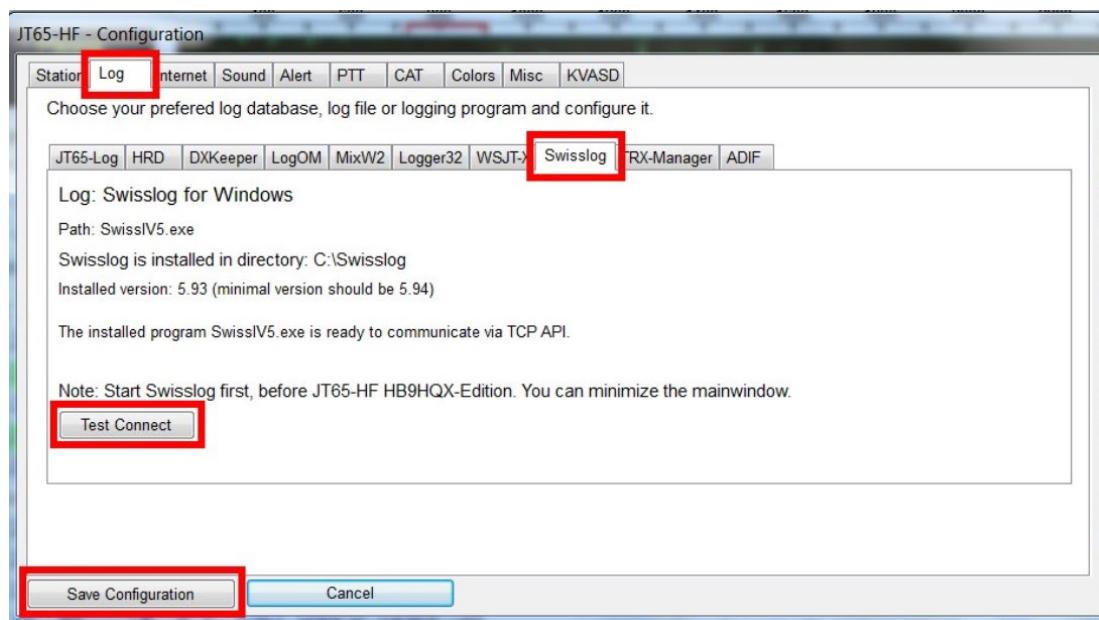 JT65-HF - Configuration
Station Log Internet Sound Alert PTT CAT Colors Misc KVASD
Choose your prefered log database, log file or logging program and configure it.
JT65-Log HRD DXKeeper LogOM MixW2 Logger32 WSJT-X Swisslog TRX-Manager ADIF
Log: Swisslog for Windows
Path: SwisslV5.exe
Swisslog is installed in directory: C:\Swisslog
Installed version: 5.93 (minimal version should be 5.94)
The installed program SwisslV5.exe is ready to communicate via TCP API.
Note: Start Swisslog first, before JT65-HF HB9HQX-Edition. You can minimize the mainwindow.
Test Connect
Save Configuration Cancel